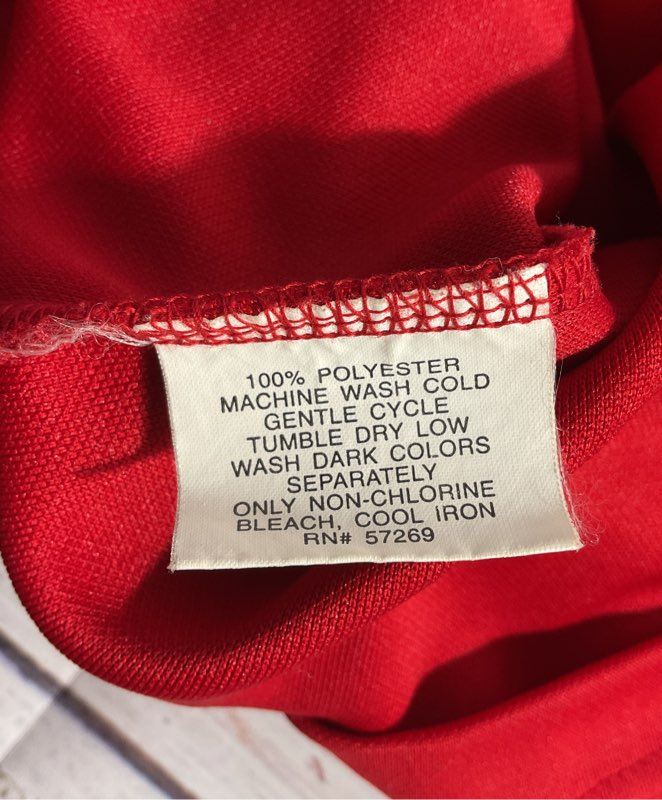 100% POLYESTER
MACHINE WASH COLD
GENTLE CYCLE
TUMBLE DRY LOW
WASH DARK COLORS
SEPARATELY
ONLY NON-CHLORINE
BLEACH, COOL IRON
RN# 57269